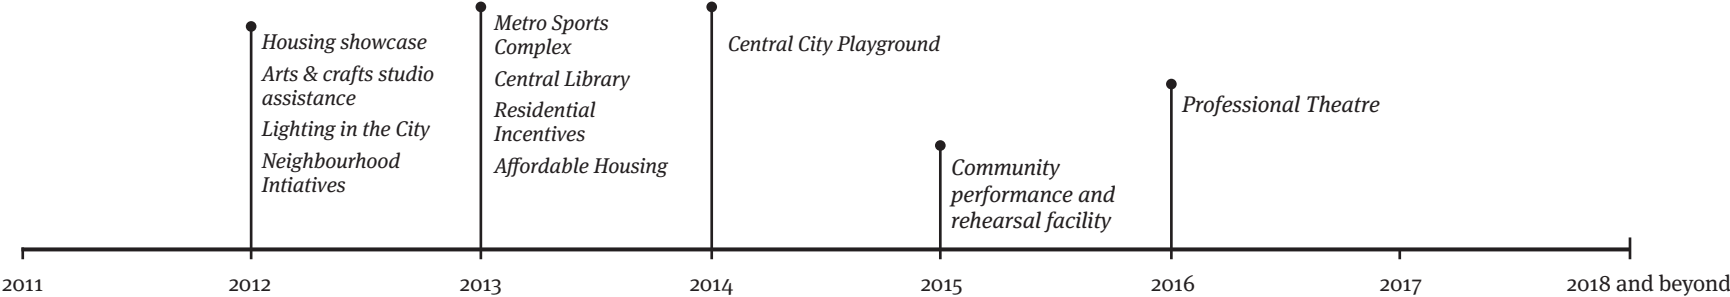 Housing showcase
Arts & crafts studio
assistance
Lighting in the City
Neighbourhood
Intiatives
Metro Sports
Complex
Central Library
Residential
Incentives
Affordable Housing
Central City Playground
Community
performance and
rehearsal facility
Professional Theatre
2011
2012
2013
2014
2015
2016
2017
2018 and beyond